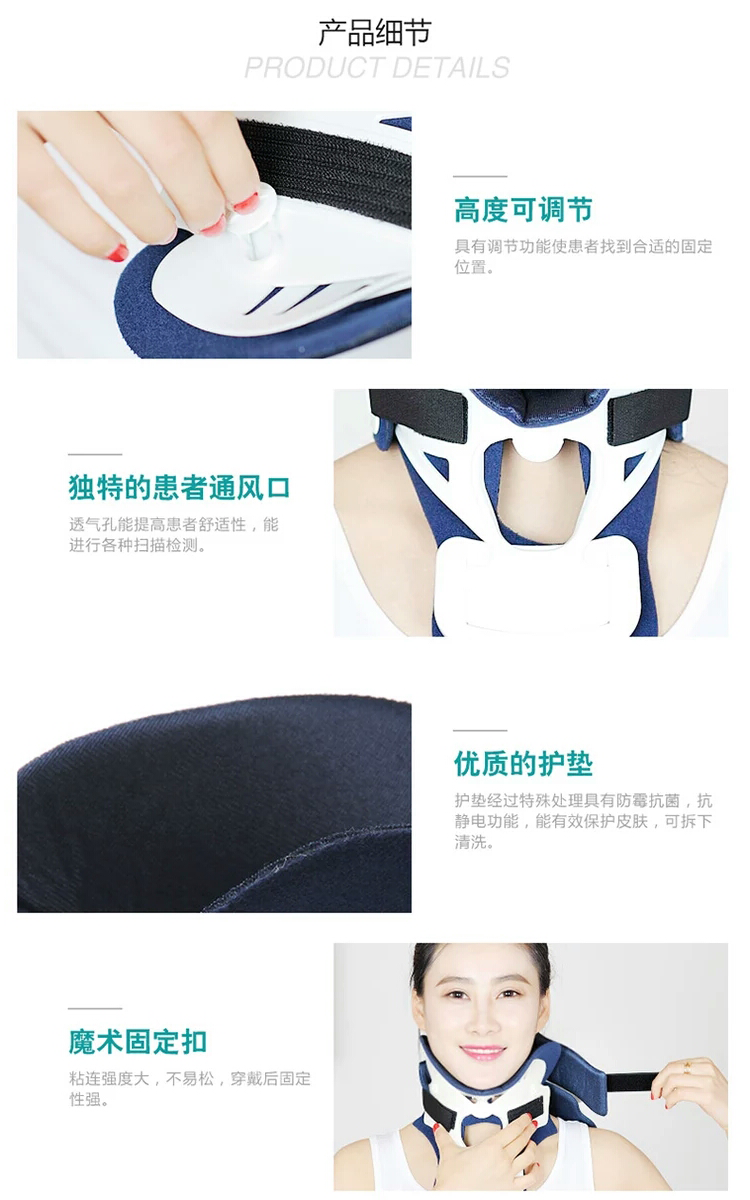 产品细节
PRODUCT DETAILS
高度可调节
具有调节功能使患者找到合适的固定
位置。
独特的患者通风口
透气孔能提高患者舒适性，能
进行各种扫描检测。
优质的护垫
护垫经过特殊处理具有防霉抗菌，抗
静电功能，能有效保护皮肤，可拆下
清洗。
魔术固定扣
粘连强度大，不易松，穿戴后固定
性强。